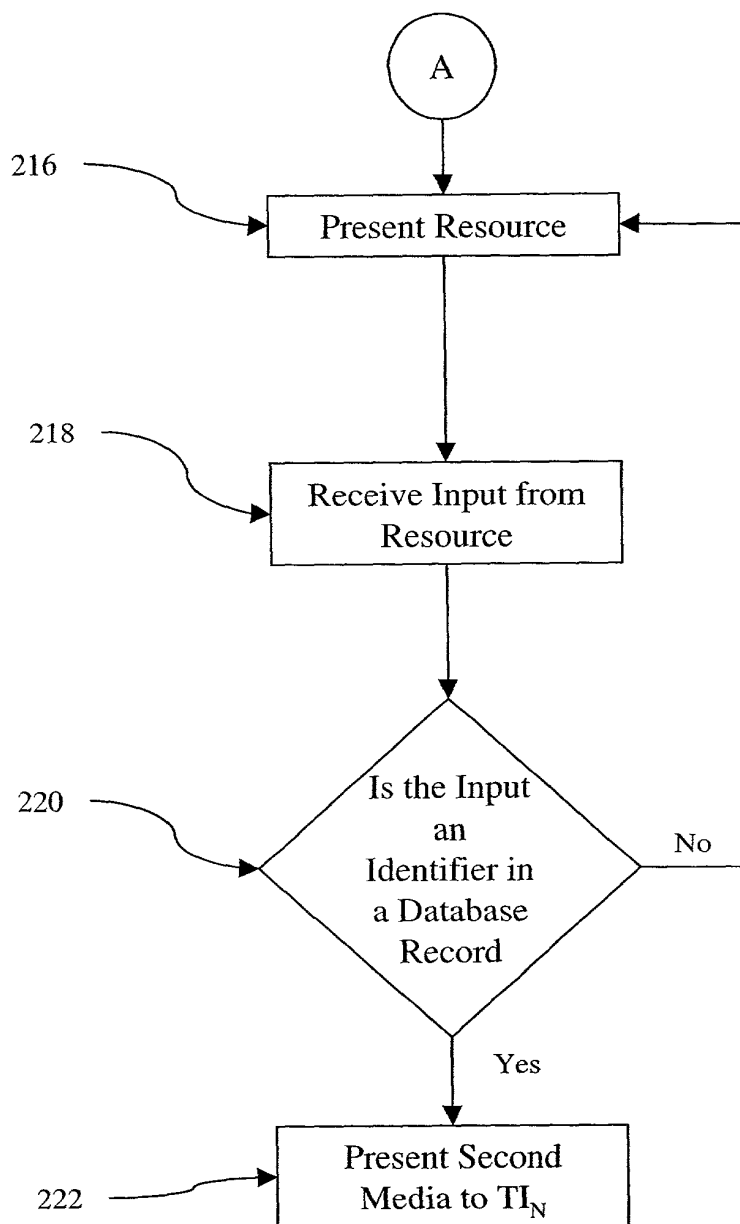 A
216
Present Resource
218
Receive Input from
Resource
220
Is the Input
an
Identifier in
a Database
Record
No
Yes
222
Present Second
Media to TI_N